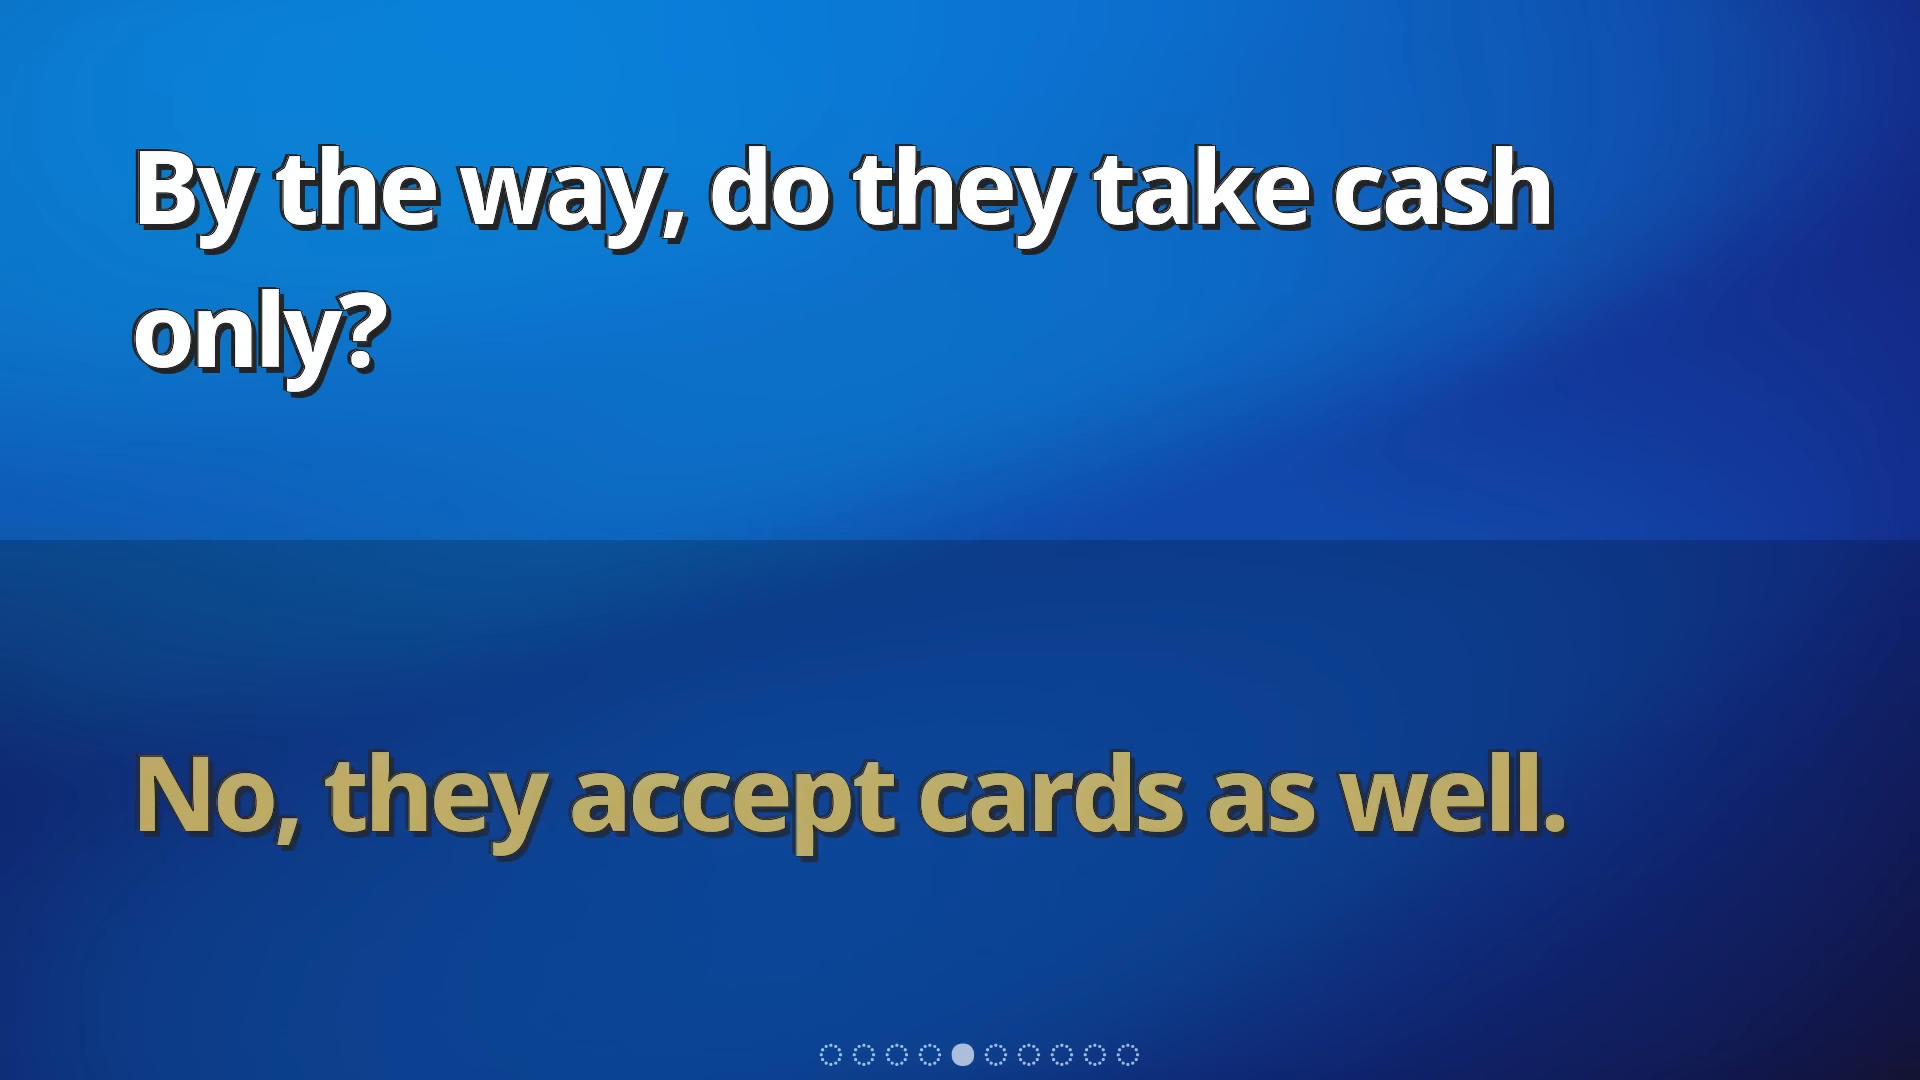 By the way, do they take cash
only?
No, they accept cards as well.